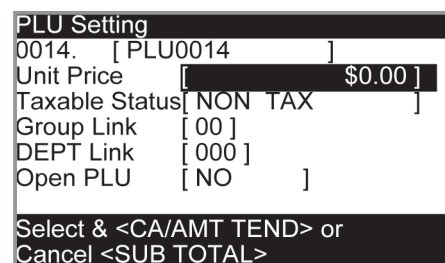 PLU Setting
0014. [ PLU0014 ]
Unit Price [ $0.00 ]
Taxable Status[ NON TAX ]
Group Link [ 00 ]
DEPT Link [ 000 ]
Open PLU [ NO ]
Select & <CA/AMT TEND> or
Cancel <SUB TOTAL>